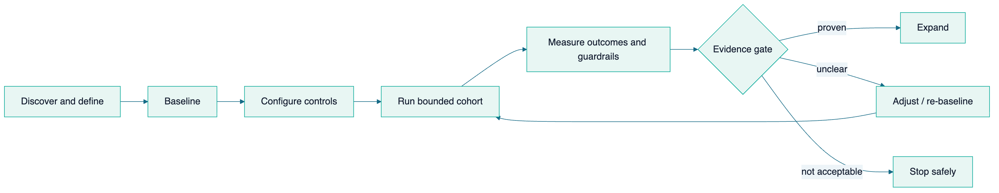 Discover and define
Baseline
Configure controls
Run bounded cohort
Measure outcomes and
guardrails
Evidence gate
proven
Expand
unclear
Adjust / re-baseline
not acceptable
Stop safely